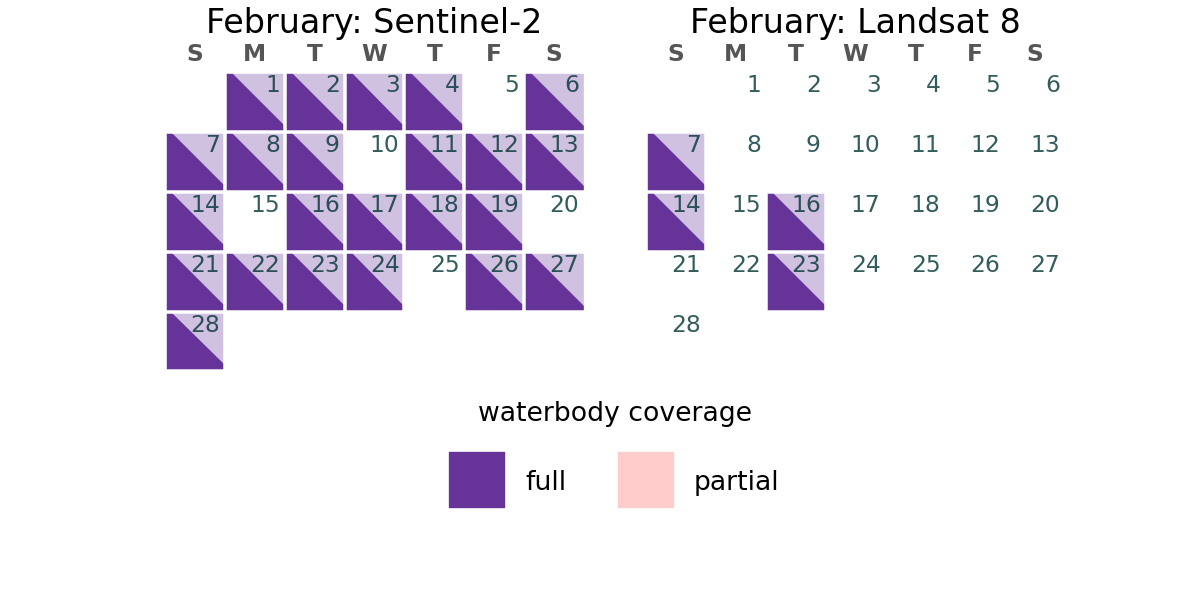 February: Sentinel-2
S M T W T F S
1 2 3 4 5 6
7 8 9 10 11 12 13
14 15 16 17 18 19 20
21 22 23 24 25 26 27
28
February: Landsat 8
S M T W T F S
1 2 3 4 5 6
7 8 9 10 11 12 13
14 15 16 17 18 19 20
21 22 23 24 25 26 27
28
waterbody coverage
full partial